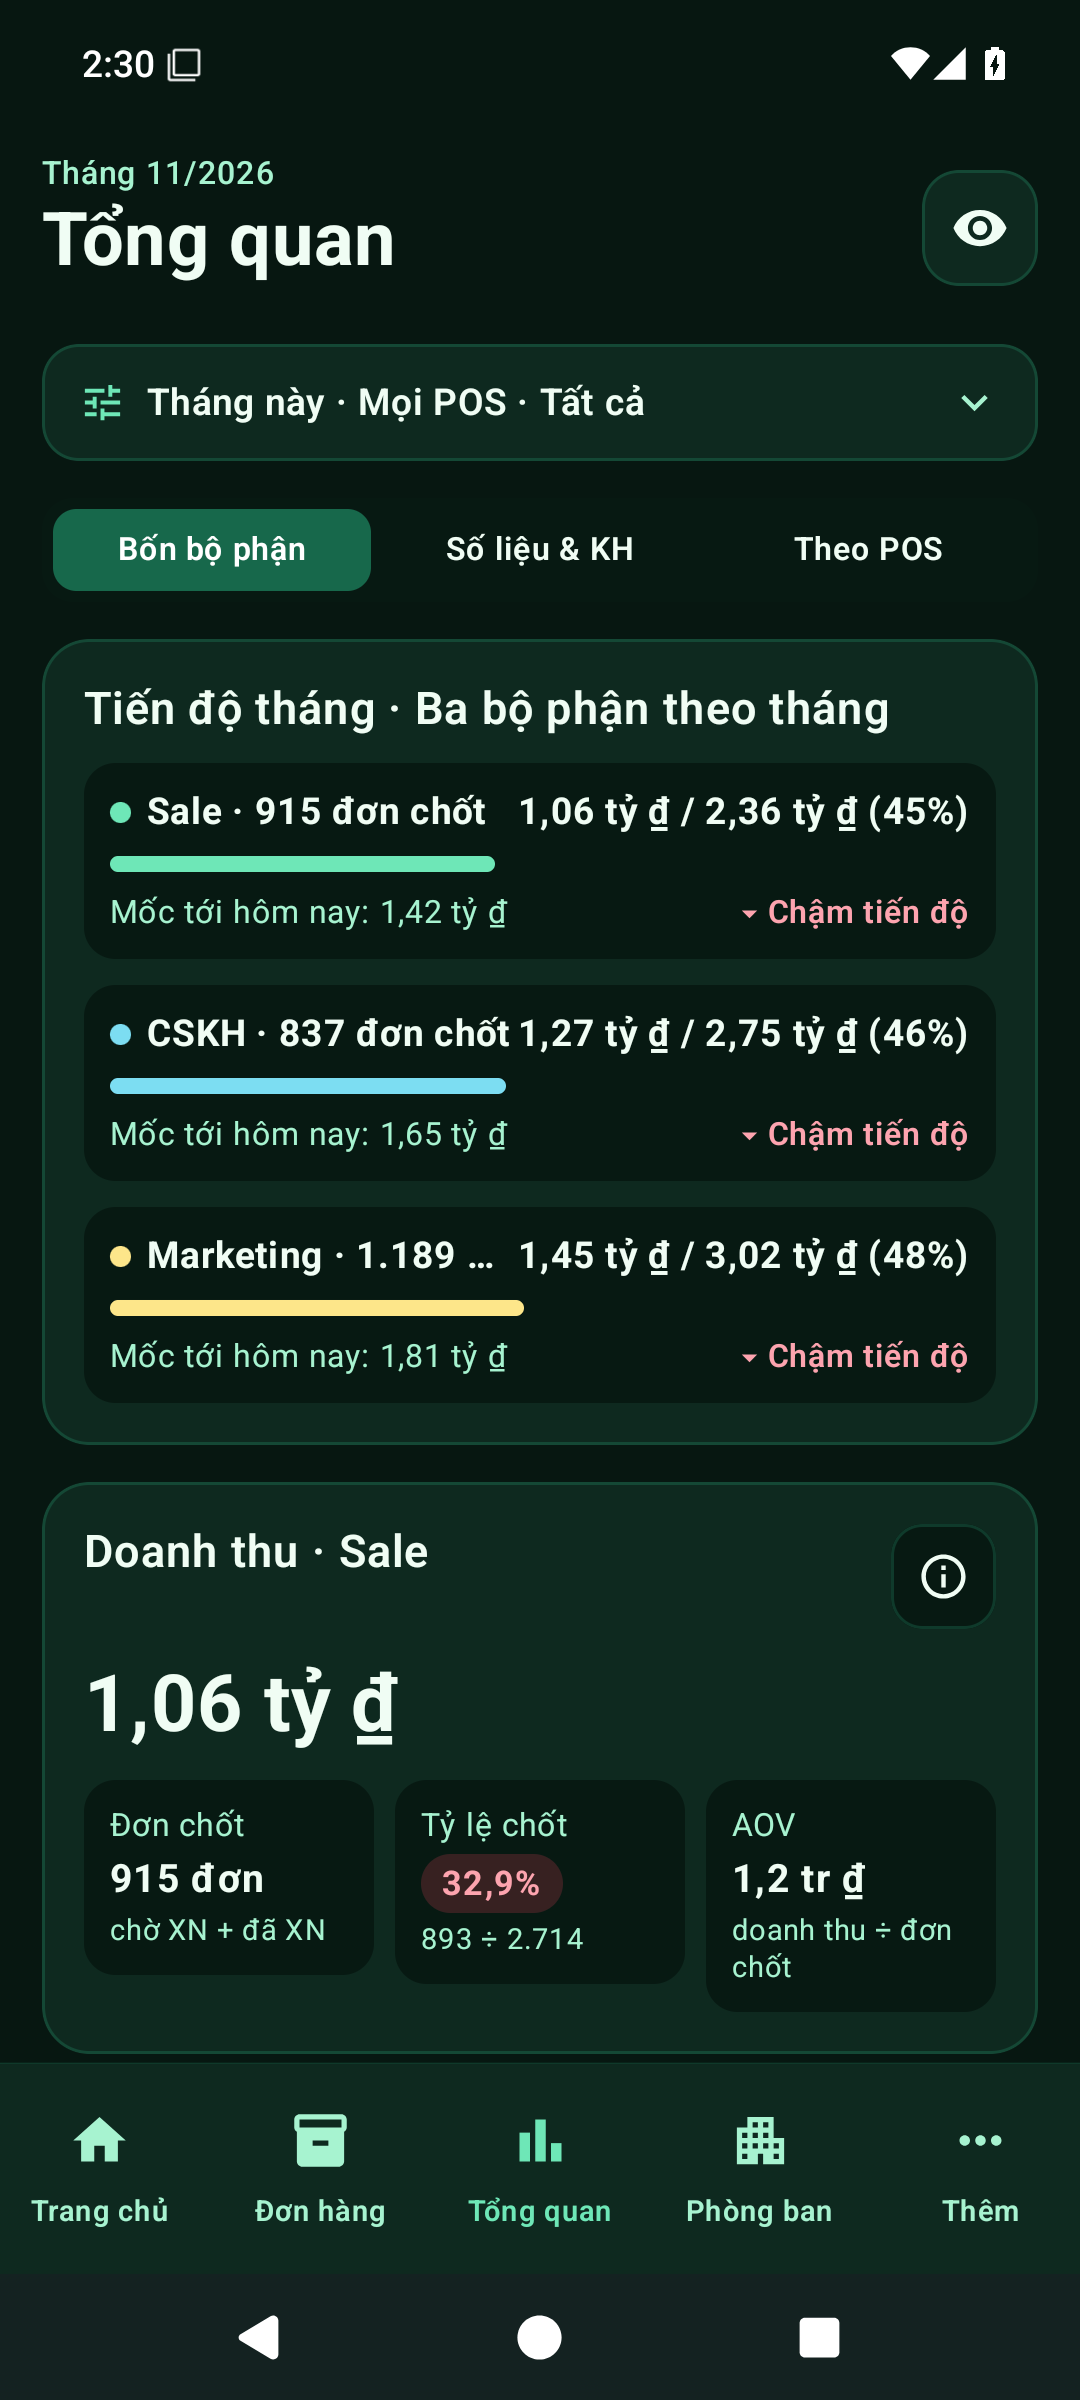 2:30
Tháng 11/2026
Tổng quan
Tháng này · Mọi POS · Tất cả
Bốn bộ phận
Số liệu & KH
Theo POS
Tiến độ tháng · Ba bộ phận theo tháng
Sale · 915 đơn chốt 1,06 tỷ ₫ / 2,36 tỷ ₫ (45%)
Mốc tới hôm nay: 1,42 tỷ ₫ Chậm tiến độ
CSKH · 837 đơn chốt 1,27 tỷ ₫ / 2,75 tỷ ₫ (46%)
Mốc tới hôm nay: 1,65 tỷ ₫ Chậm tiến độ
Marketing · 1.189 ... 1,45 tỷ ₫ / 3,02 tỷ ₫ (48%)
Mốc tới hôm nay: 1,81 tỷ ₫ Chậm tiến độ
Doanh thu · Sale
1,06 tỷ ₫
Đơn chốt
915 đơn
chờ XN + đã XN
Tỷ lệ chốt
32,9%
893 ÷ 2.714
AOV
1,2 tr ₫
doanh thu ÷ đơn
chốt
Trang chủ
Đơn hàng
Tổng quan
Phòng ban
Thêm